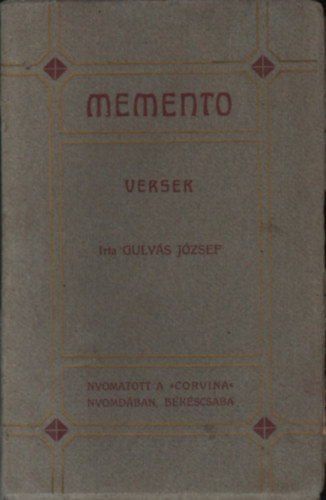 MEMENTO
VERSEK
Irta GULYÁS JÓZSEF
NYOMATOTT A »CORVINA«
NYOMDÁBAN, BÉKÉSCSABA